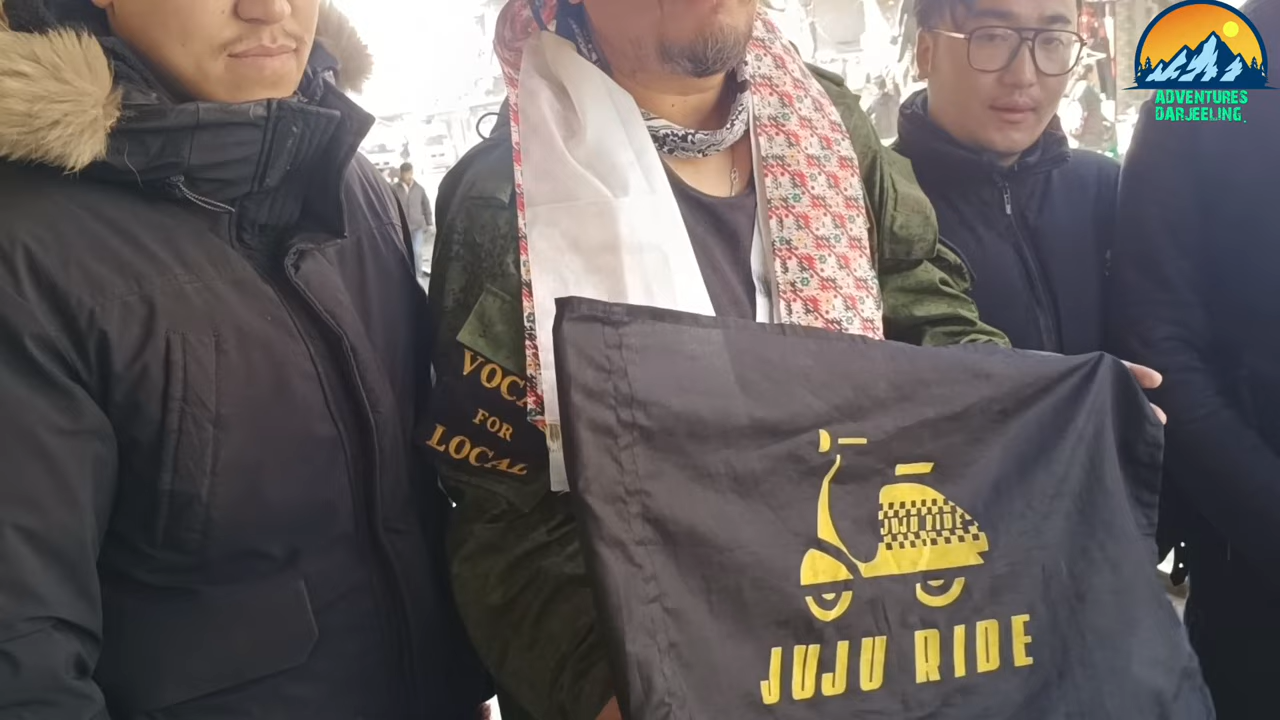 ADVENTURES
DARJEELING
VOCA
FOR
LOCAL
JUJU RIDE
JUJU RIDE